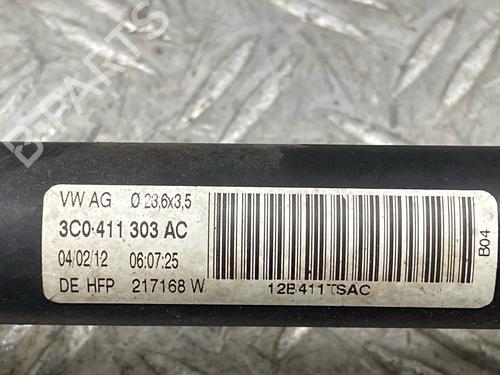 B-PARTS
VW AG Ø 23,6x3,5
3C0·411 303 AC
04/02/12 06:07:25
DE HFP 217168 W
12B411TSAC
B04